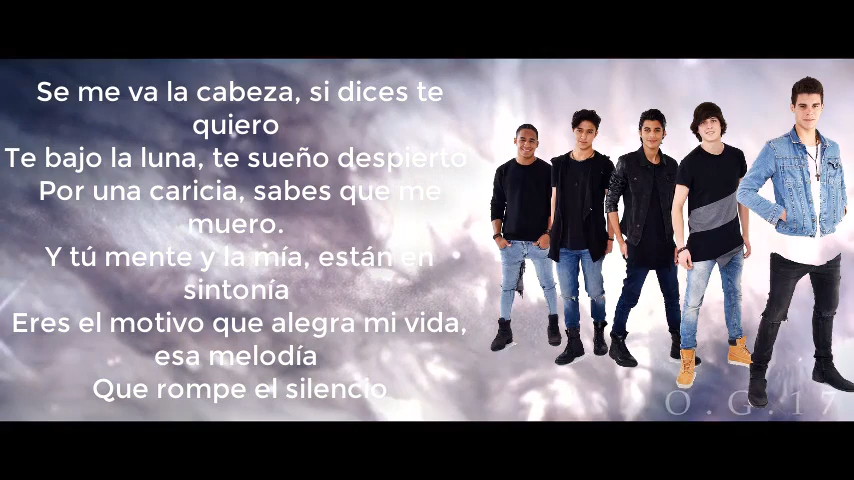 Se me va la cabeza, si dices te
quiero
Te bajo la luna, te sueño despierto
Por una caricia, sabes que me
muero.
Y tú mente y la mía, están en
sintonía
Eres el motivo que alegra mi vida,
esa melodía
Que rompe el silencio
O.G.17